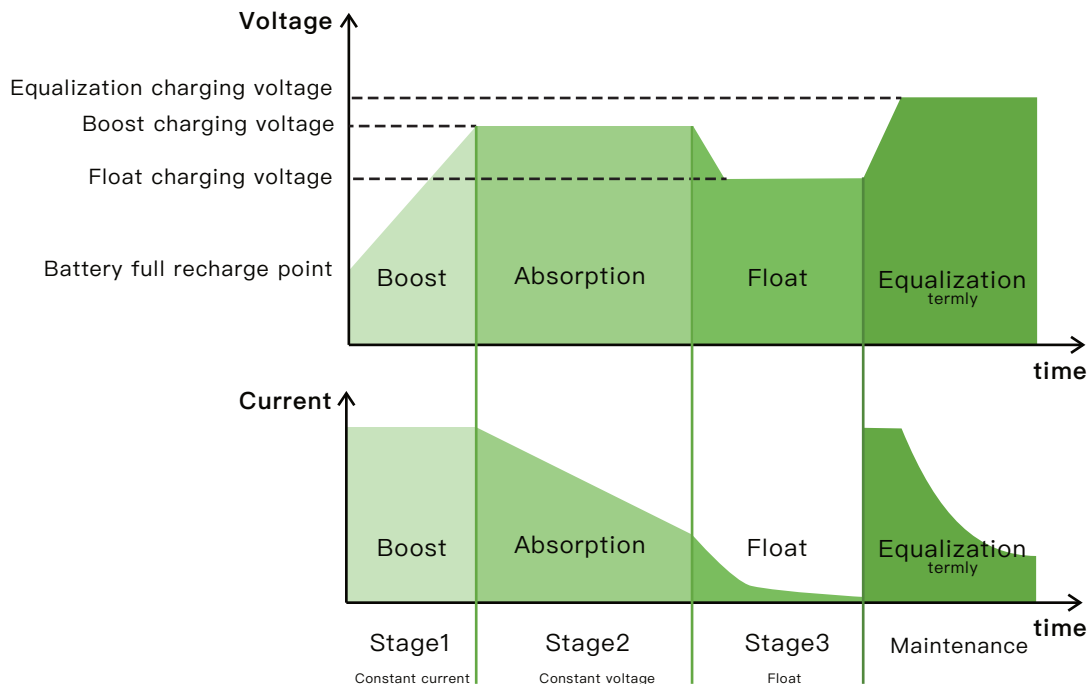 Voltage
Equalization charging voltage
Boost charging voltage
Float charging voltage
Battery full recharge point
Boost
Absorption
Float
Equalization
termly
time
Current
Boost
Absorption
Float
Equalization
termly
time
Stage1
Stage2
Stage3
Maintenance
Constant current
Constant voltage
Float